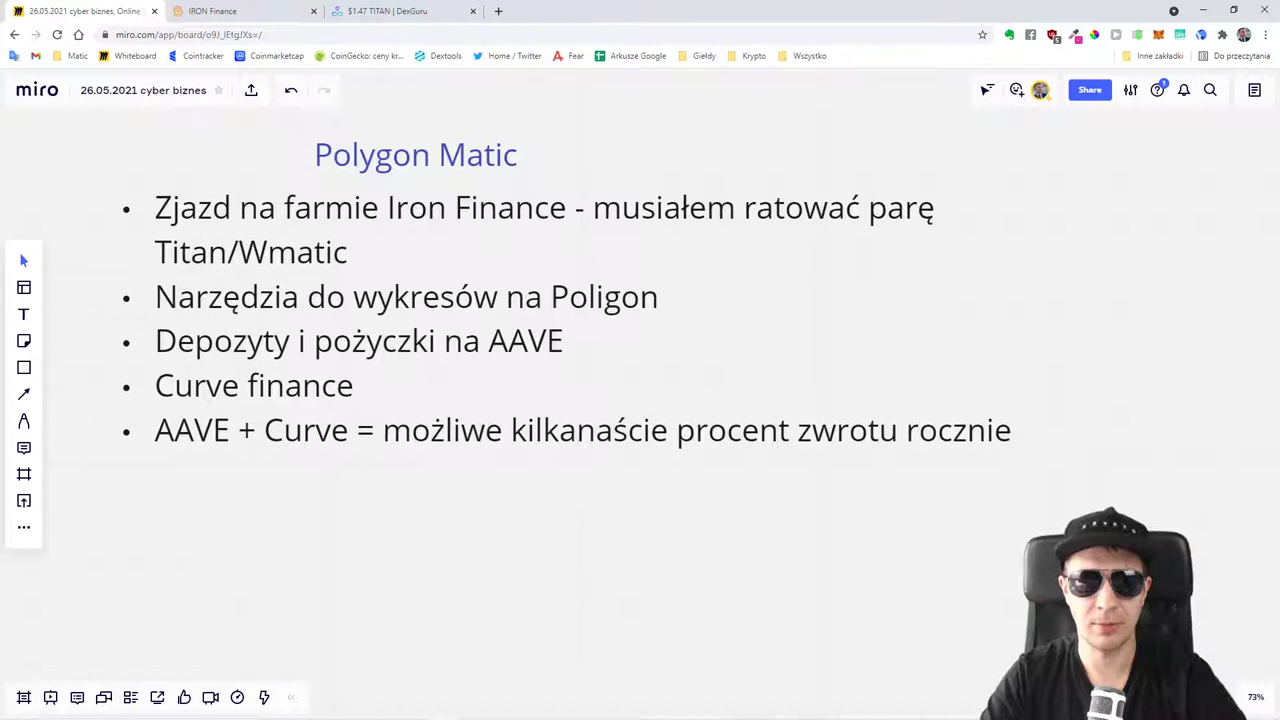 26.05.2021 cyber biznes, Online
IRON Finance
$1.47 TITAN | DexGuru
miro.com/app/board/o9J_lEtgJXs=/
Matic
Whiteboard
Cointracker
Coinmarketcap
CoinGecko: ceny kr...
Dextools
Home / Twitter
Fear
Arkusze Google
Giełdy
Krypto
Wszystko
Inne zakładki
Do przeczytania
miro
26.05.2021 cyber biznes
Share
1
Polygon Matic
• Zjazd na farmie Iron Finance - musiałem ratować parę
Titan/Wmatic
• Narzędzia do wykresów na Poligon
• Depozyty i pożyczki na AAVE
• Curve finance
• AAVE + Curve = możliwe kilkanaście procent zwrotu rocznie
73%